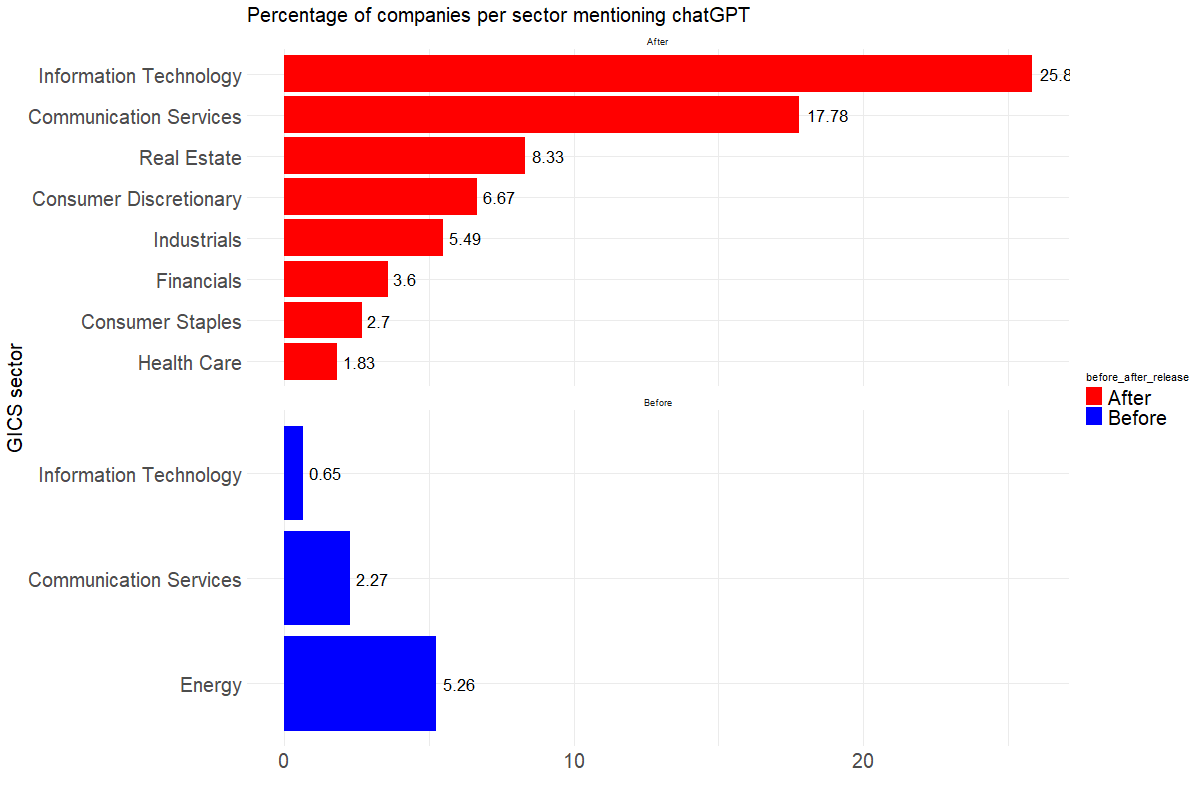 Percentage of companies per sector mentioning chatGPT
After
Information Technology 25.8
Communication Services 17.78
Real Estate 8.33
Consumer Discretionary 6.67
Industrials 5.49
Financials 3.6
Consumer Staples 2.7
Health Care 1.83
GICS sector
before_after_release
After
Before
Before
Information Technology 0.65
Communication Services 2.27
Energy 5.26
0 10 20